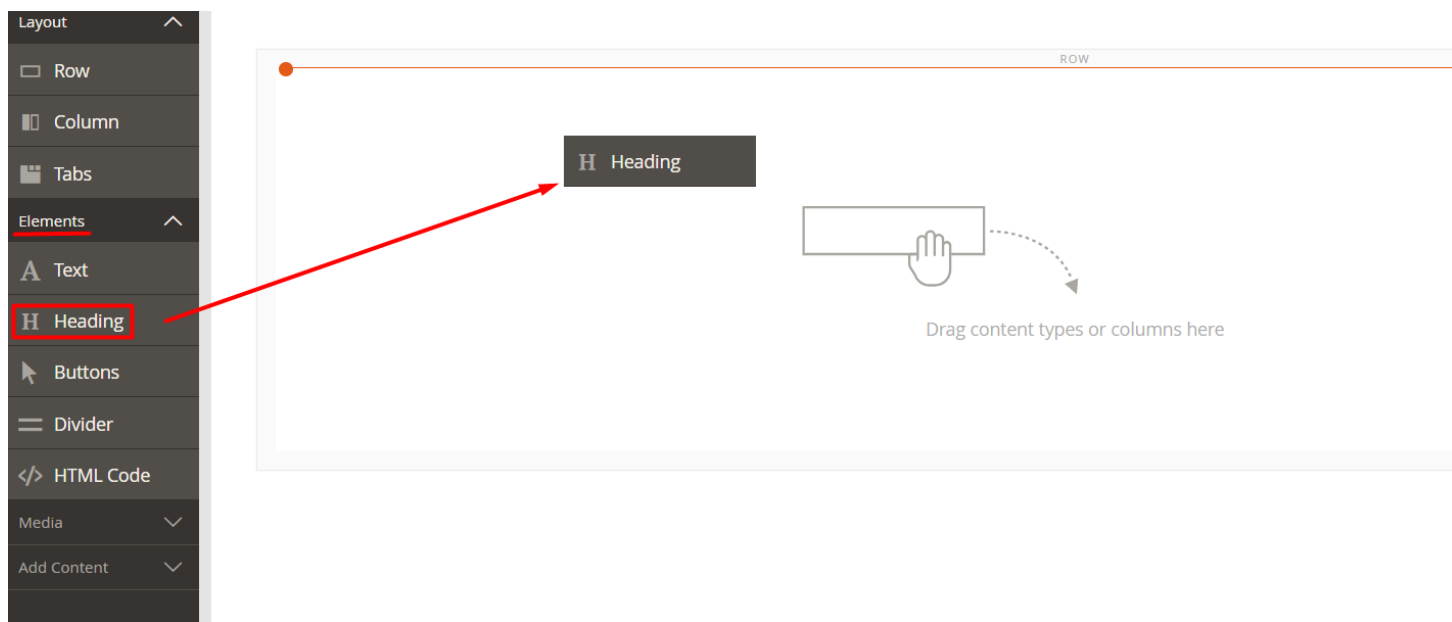 Layout
Row
Column
Tabs
Elements
Text
Heading
Buttons
Divider
HTML Code
Media
Add Content
ROW
Heading
Drag content types or columns here